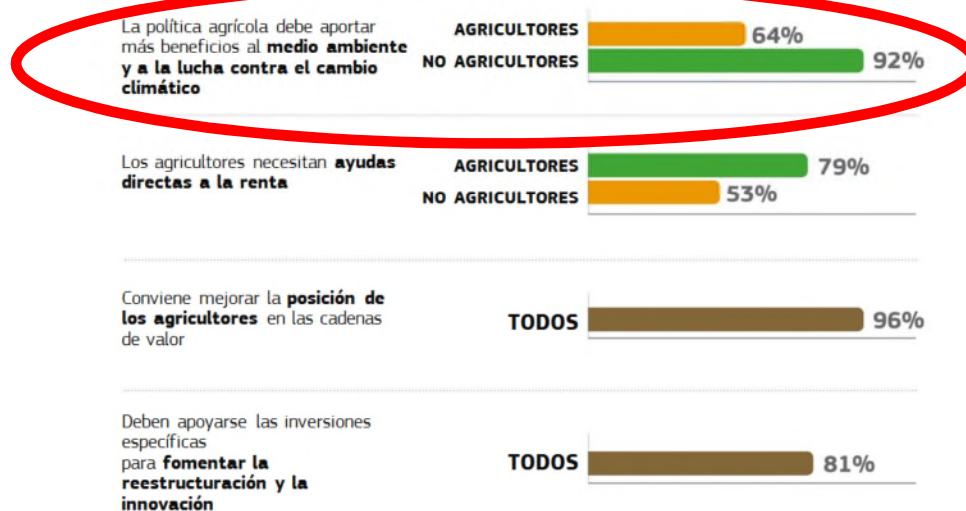 La política agrícola debe aportar
más beneficios al medio ambiente
y a la lucha contra el cambio
climático
AGRICULTORES 64%
NO AGRICULTORES 92%
Los agricultores necesitan ayudas
directas a la renta
AGRICULTORES 79%
NO AGRICULTORES 53%
Conviene mejorar la posición de
los agricultores en las cadenas
de valor
TODOS 96%
Deben apoyarse las inversiones
específicas
para fomentar la
reestructuración y la
innovación
TODOS 81%